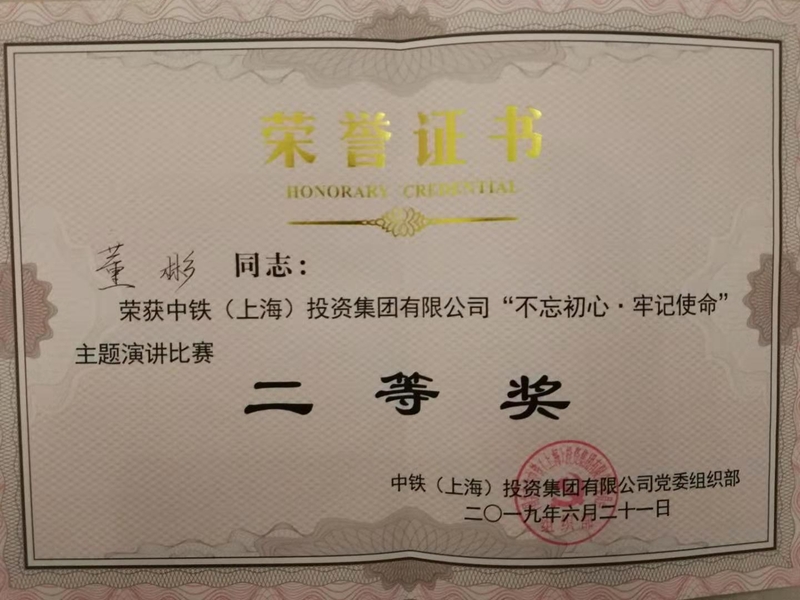 荣誉证书
HONORARY CREDENTIAL
董彬 同志：
荣获中铁（上海）投资集团有限公司“不忘初心·牢记使命”
主题演讲比赛
二等奖
中铁（上海）投资集团有限公司党委组织部
二〇一九年六月二十一日